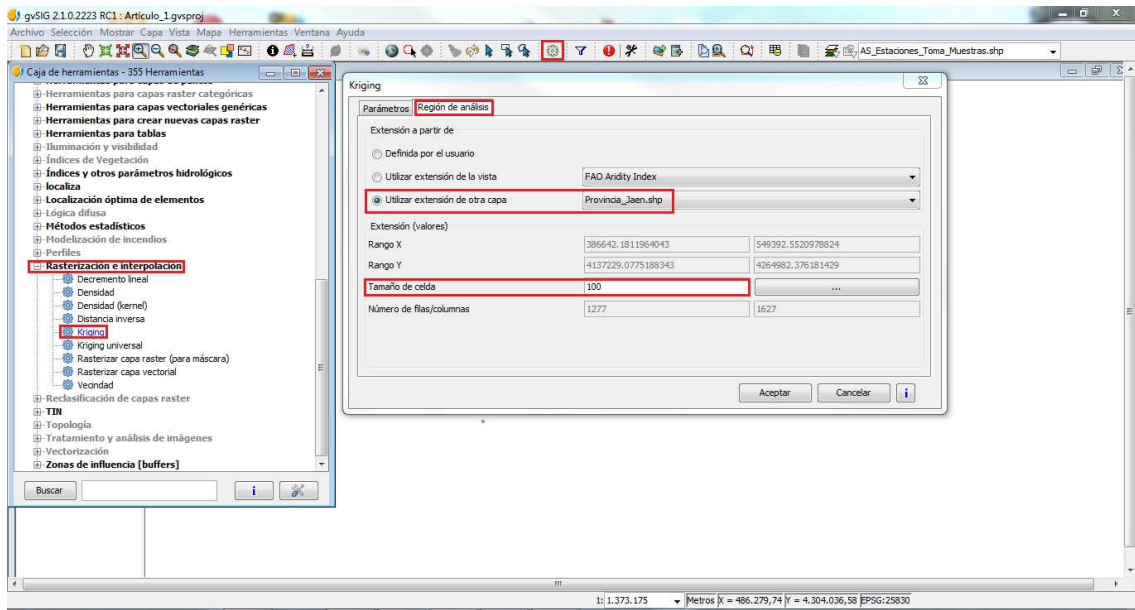 gvSIG 2.1.0.2223 RC1 : Artículo_1.gvsproj
Archivo Selección Mostrar Capa Vista Mapa Herramientas Ventana Ayuda
AS_Estaciones_Toma_Muestras.shp
Caja de herramientas - 355 Herramientas
Herramientas para capas raster categóricas
Herramientas para capas vectoriales genéricas
Herramientas para crear nuevas capas raster
Herramientas para tablas
Iluminación y visibilidad
Índices de Vegetación
Índices y otros parámetros hidrológicos
localiza
Localización óptima de elementos
Lógica difusa
Métodos estadísticos
Modelización de incendios
Perfiles
Rasterización e interpolación
Decremento lineal
Densidad
Densidad (kernel)
Distancia inversa
Kriging
Kriging universal
Rasterizar capa raster (para máscara)
Rasterizar capa vectorial
Vecindad
Reclasificación de capas raster
TIN
Topología
Tratamiento y análisis de imágenes
Vectorización
Zonas de influencia [buffers]
Buscar
i
Kriging
Parámetros Región de análisis
Extensión a partir de
Definida por el usuario
Utilizar extensión de la vista FAO Aridity Index
Utilizar extensión de otra capa Provincia_Jaen.shp
Extensión (valores)
Rango X 386642.1811964043 549392.5520978824
Rango Y 4137229.0775188343 4264982.376181429
Tamaño de celda 100 ...
Número de filas/columnas 1277 1627
Aceptar Cancelar i
1: 1.373.175 Metros X = 486.279,74 Y = 4.304.036,58 EPSG:25830